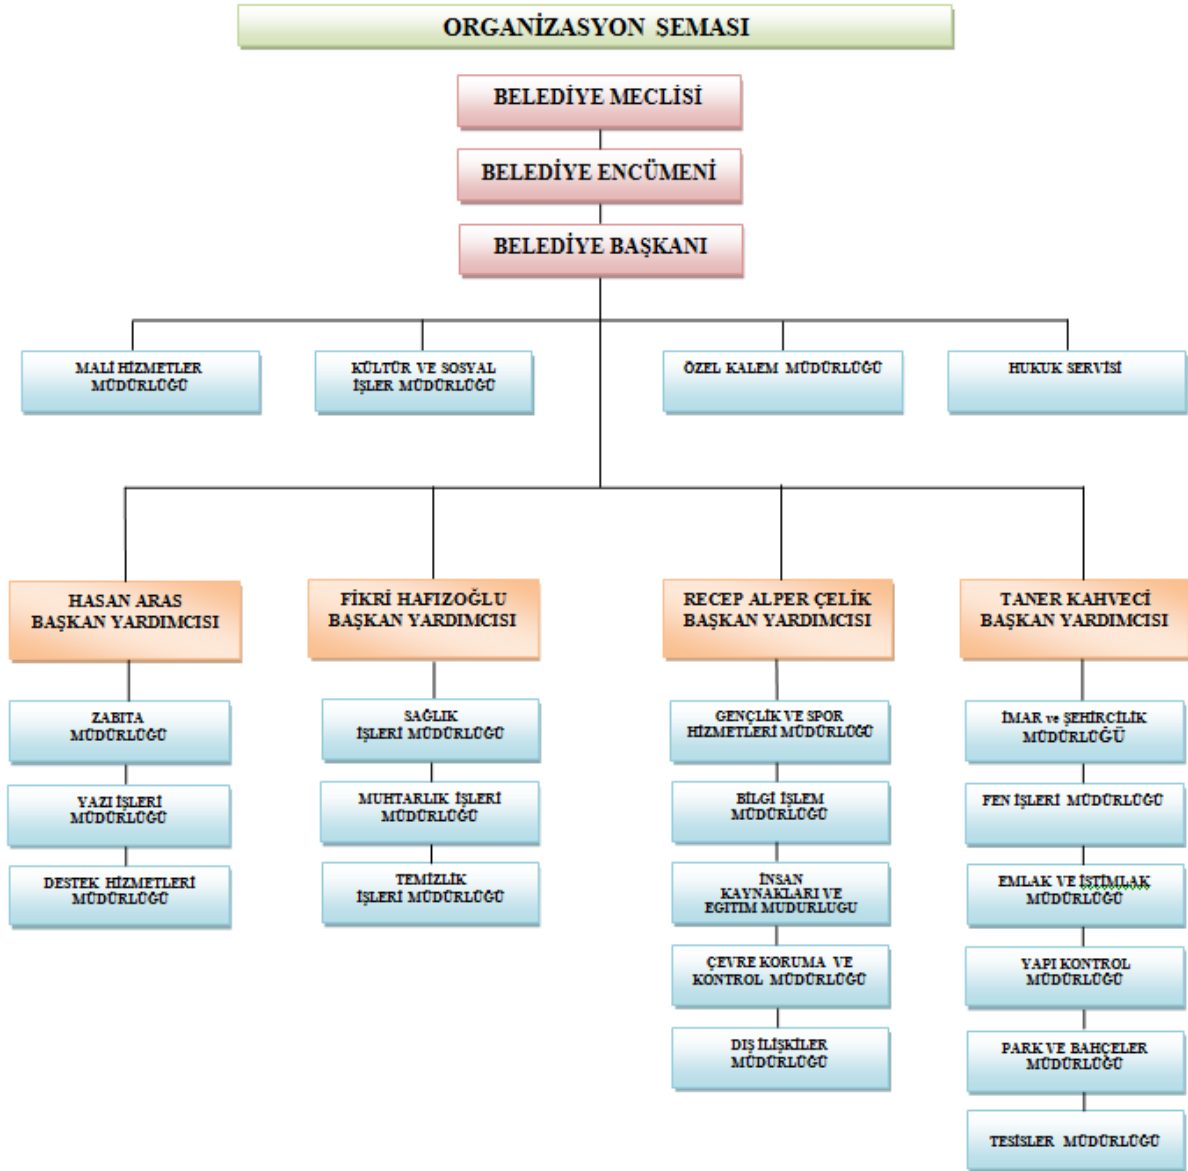 ORGANİZASYON ŞEMASI
BELEDİYE MECLİSİ
BELEDİYE ENCÜMENİ
BELEDİYE BAŞKANI
MALİ HİZMETLER
MÜDÜRLÜĞÜ
KÜLTÜR VE SOSYAL
İŞLER MÜDÜRLÜĞÜ
ÖZEL KALEM MÜDÜRLÜĞÜ
HUKUK SERVİSİ
HASAN ARAS
BAŞKAN YARDIMCISI
FİKRİ HAFIZOĞLU
BAŞKAN YARDIMCISI
RECEP ALPER ÇELİK
BAŞKAN YARDIMCISI
TANER KAHVECİ
BAŞKAN YARDIMCISI
ZABITA
MÜDÜRLÜĞÜ
YAZI İŞLERİ
MÜDÜRLÜĞÜ
DESTEK HİZMETLERİ
MÜDÜRLÜĞÜ
SAĞLIK
İŞLERİ MÜDÜRLÜĞÜ
MUHTARLIK İŞLERİ
MÜDÜRLÜĞÜ
TEMİZLİK
İŞLERİ MÜDÜRLÜĞÜ
GENÇLİK VE SPOR
HİZMETLERİ MÜDÜRLÜĞÜ
BİLGİ İŞLEM
MÜDÜRLÜĞÜ
İNSAN
KAYNAKLARI VE
EGITIM MUDURLUGU
ÇEVRE KORUMA VE
KONTROL MÜDÜRLÜĞÜ
DIŞ İLİŞKİLER
MÜDÜRLÜĞÜ
İMAR ve ŞEHİRCİLİK
MÜDÜRLÜĞÜ
FEN İŞLERİ MÜDÜRLÜĞÜ
EMLAK VE İSTİMLAK
MÜDÜRLÜĞÜ
YAPI KONTROL
MÜDÜRLÜĞÜ
PARK VE BAHÇELER
MÜDÜRLÜĞÜ
TESİSLER MÜDÜRLÜĞÜ